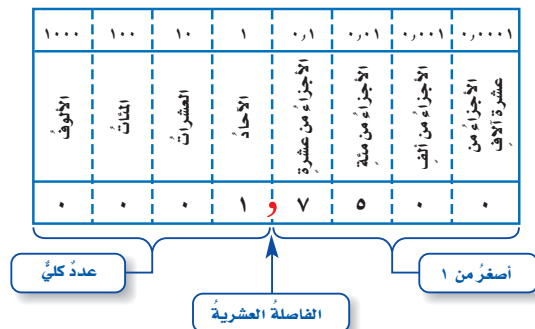 ١٠٠٠ ١٠٠ ١٠ ١ ٠,١ ٠,٠١ ٠,٠٠١ ٠,٠٠٠١
الألوفُ
المئاتُ
العشراتُ
الآحادُ
الأجزاءُ من عشرةٍ
الأجزاءُ من مئةٍ
الأجزاءُ من ألفٍ
الأجزاءُ من
عشرةِ آلافٍ
٠ ٠ ٠ ١ , ٧ ٥ ٠ ٠
عددٌ كليٌّ
أصغرُ من ١
الفاصلةُ العشريةُ